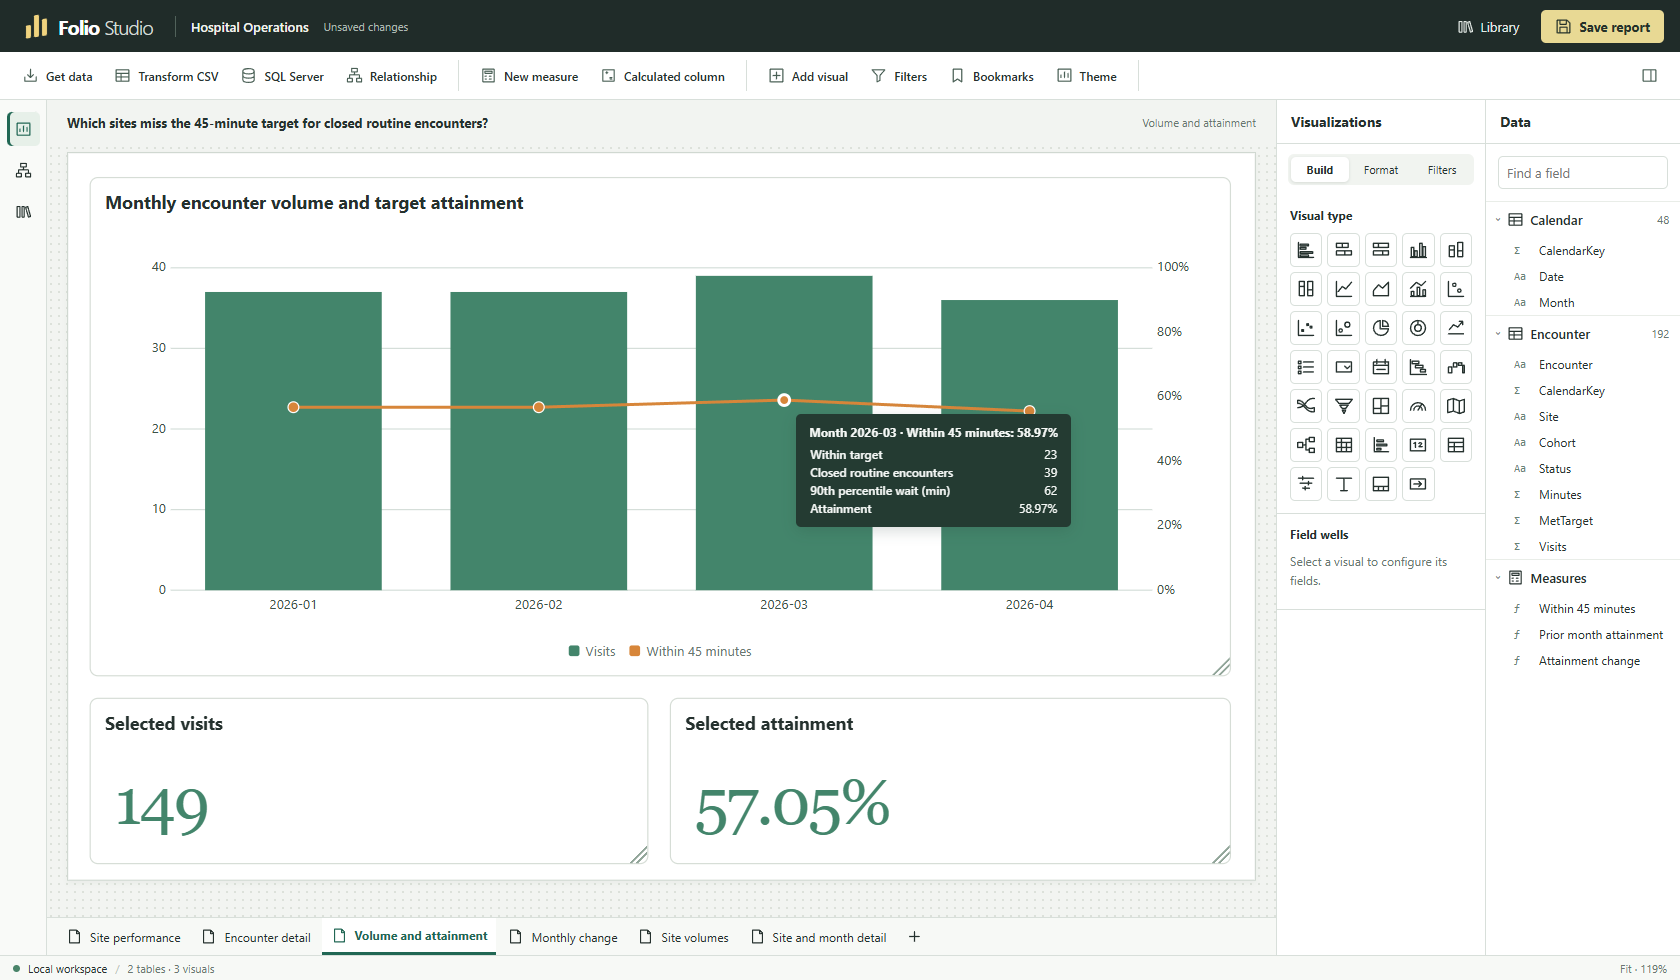 Folio Studio
Hospital Operations
Unsaved changes
Library
Save report
Get data
Transform CSV
SQL Server
Relationship
New measure
Calculated column
Add visual
Filters
Bookmarks
Theme
Which sites miss the 45-minute target for closed routine encounters?
Volume and attainment
Monthly encounter volume and target attainment
40
30
20
10
0
100%
80%
60%
40%
20%
0%
2026-01
2026-02
2026-03
2026-04
Month 2026-03 · Within 45 minutes: 58.97%
Within target 23
Closed routine encounters 39
90th percentile wait (min) 62
Attainment 58.97%
Visits
Within 45 minutes
Selected visits
149
Selected attainment
57.05%
Site performance
Encounter detail
Volume and attainment
Monthly change
Site volumes
Site and month detail
Local workspace / 2 tables · 3 visuals
Fit · 119%
Visualizations
Build
Format
Filters
Visual type
12
Field wells
Select a visual to configure its
fields.
Data
Find a field
Calendar 48
Σ CalendarKey
Aa Date
Aa Month
Encounter 192
Aa Encounter
Σ CalendarKey
Aa Site
Aa Cohort
Aa Status
Σ Minutes
Σ MetTarget
Σ Visits
Measures
f Within 45 minutes
f Prior month attainment
f Attainment change